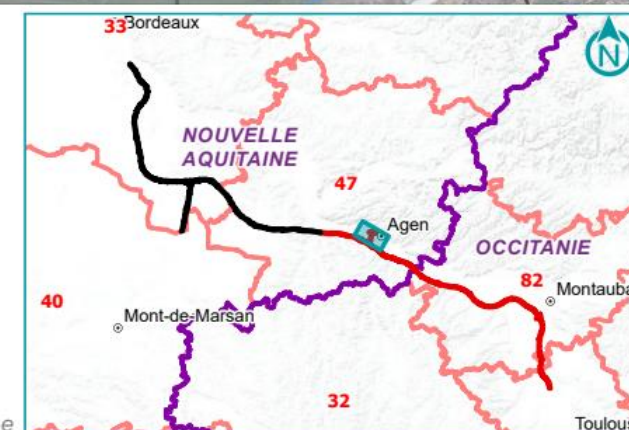 33
Bordeaux
N
NOUVELLE
AQUITAINE
47
Agen
OCCITANIE
82
Montauba
40
Mont-de-Marsan
32
Toulous
e